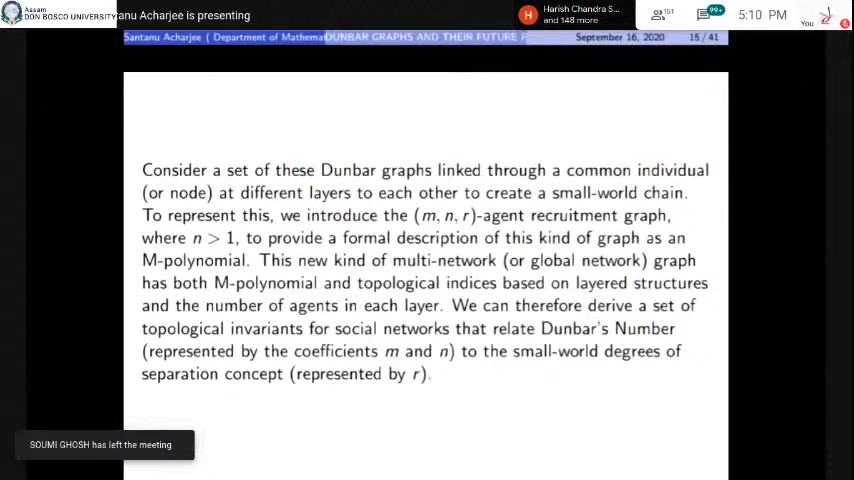 Assam
DON BOSCO UNIVERSITY
tanu Acharjee is presenting
H
Harish Chandra S...
and 148 more
151
99+
5:10 PM
You
Santanu Acharjee ( Department of Mathemat
DUNBAR GRAPHS AND THEIR FUTURE P
September 16, 2020
15 / 41
Consider a set of these Dunbar graphs linked through a common individual
(or node) at different layers to each other to create a small-world chain.
To represent this, we introduce the (m, n, r)-agent recruitment graph,
where n > 1, to provide a formal description of this kind of graph as an
M-polynomial. This new kind of multi-network (or global network) graph
has both M-polynomial and topological indices based on layered structures
and the number of agents in each layer. We can therefore derive a set of
topological invariants for social networks that relate Dunbar's Number
(represented by the coefficients m and n) to the small-world degrees of
separation concept (represented by r).
SOUMI GHOSH has left the meeting